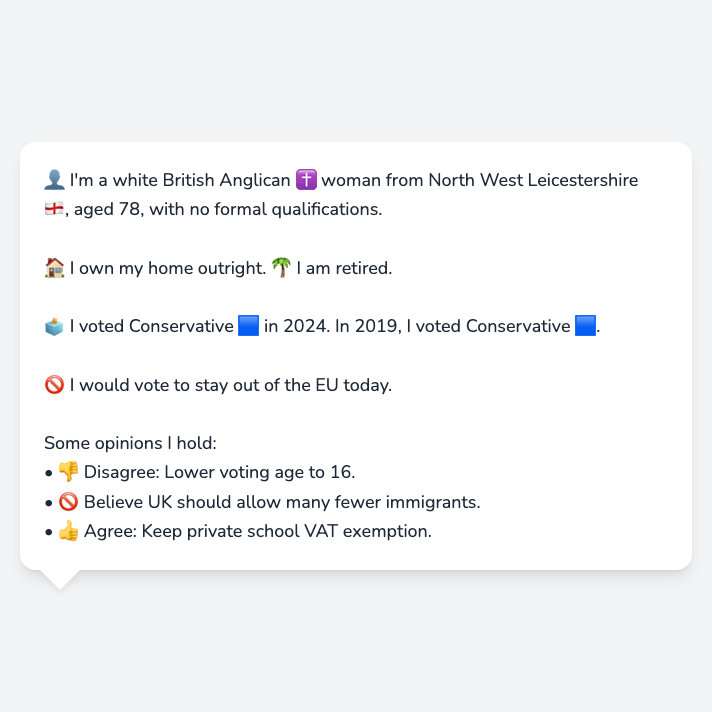 👤 I'm a white British Anglican ✝️ woman from North West Leicestershire
🏴󠁧󠁢󠁥󠁮󠁧󠁿, aged 78, with no formal qualifications.
🏠 I own my home outright. 🌴 I am retired.
🗳️ I voted Conservative 🟦 in 2024. In 2019, I voted Conservative 🟦.
🚫 I would vote to stay out of the EU today.
Some opinions I hold:
• 👎 Disagree: Lower voting age to 16.
• 🚫 Believe UK should allow many fewer immigrants.
• 👍 Agree: Keep private school VAT exemption.